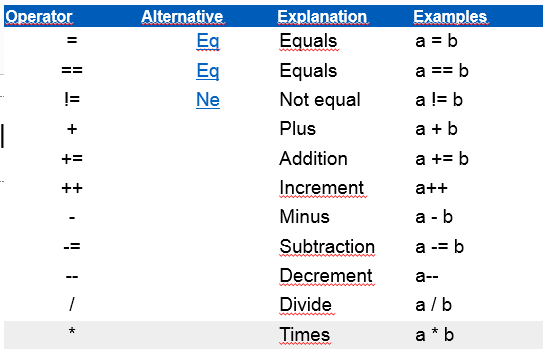 Operator Alternative Explanation Examples
= Eq Equals a = b
== Eq Equals a == b
!= Ne Not equal a != b
+ Plus a + b
+= Addition a += b
++ Increment a++
- Minus a - b
-= Subtraction a -= b
-- Decrement a--
/ Divide a / b
* Times a * b